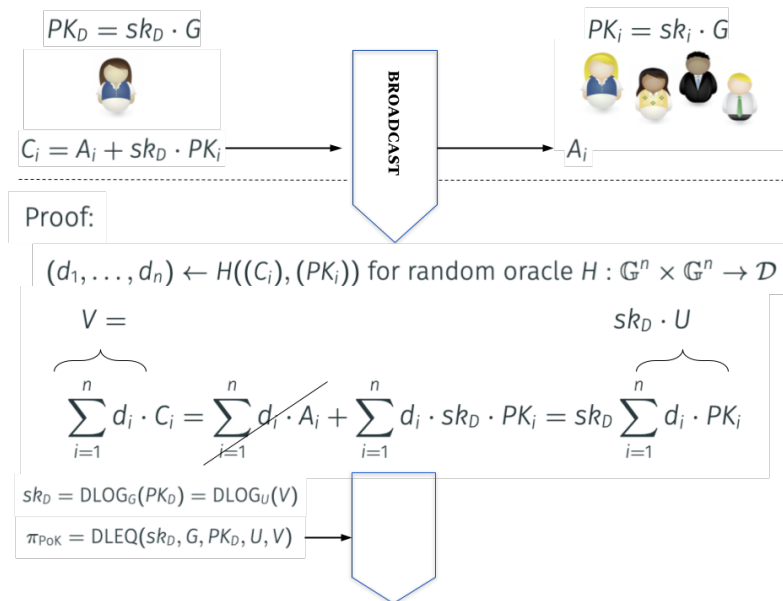 PK_D = sk_D · G
PK_i = sk_i · G
BROADCAST
C_i = A_i + sk_D · PK_i
A_i
Proof:
(d_1, . . . , d_n) ← H((C_i), (PK_i)) for random oracle H : 𝔾^n × 𝔾^n → 𝒟
V =
sk_D · U
∑_{i=1}^{n} d_i · C_i = ∑_{i=1}^{n} d_i · A_i + ∑_{i=1}^{n} d_i · sk_D · PK_i = sk_D ∑_{i=1}^{n} d_i · PK_i
sk_D = DLOG_G(PK_D) = DLOG_U(V)
π_PoK = DLEQ(sk_D, G, PK_D, U, V)